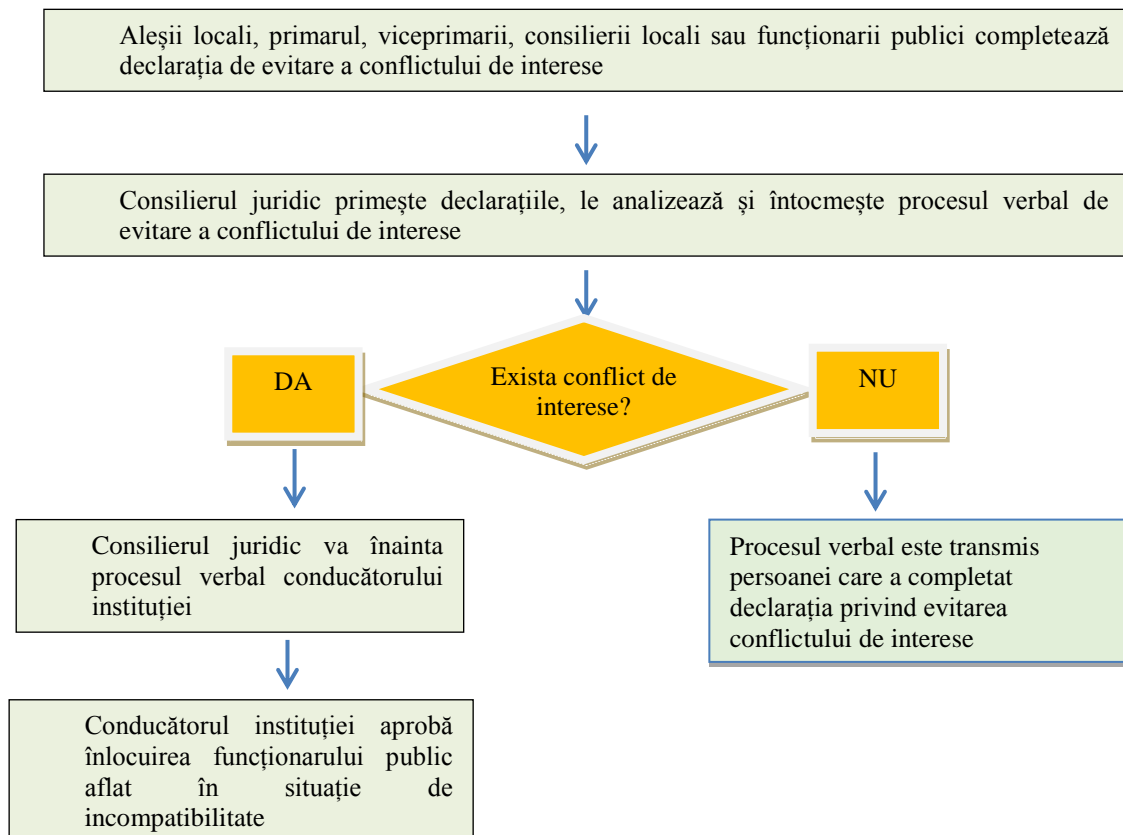 Aleșii locali, primarul, viceprimarii, consilierii locali sau funcționarii publici completează
declarația de evitare a conflictului de interese
Consilierul juridic primește declarațiile, le analizează și întocmește procesul verbal de
evitare a conflictului de interese
Exista conflict de
interese?
DA
NU
Consilierul juridic va înainta
procesul verbal conducătorului
instituției
Procesul verbal este transmis
persoanei care a completat
declarația privind evitarea
conflictului de interese
Conducătorul instituției aprobă
înlocuirea funcționarului public
aflat în situație de
incompatibilitate